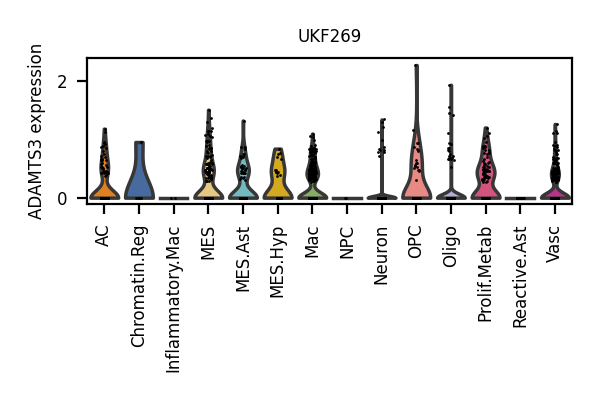 UKF269
ADAMTS3 expression
2
0
AC
Chromatin.Reg
Inflammatory.Mac
MES
MES.Ast
MES.Hyp
Mac
NPC
Neuron
OPC
Oligo
Prolif.Metab
Reactive.Ast
Vasc